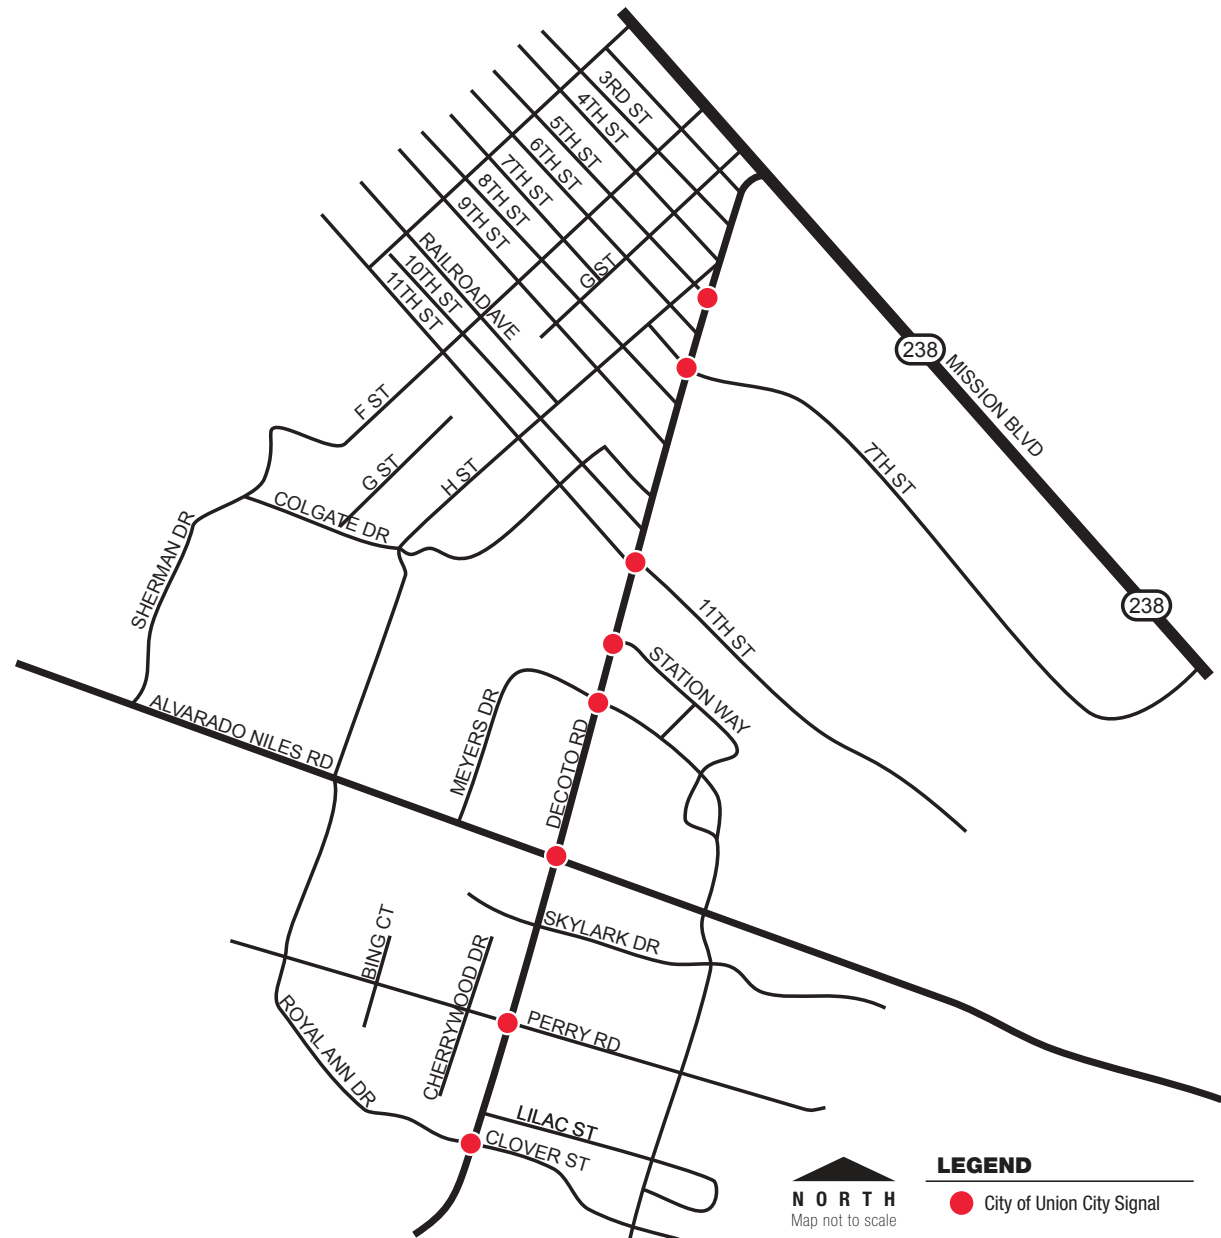 3RD ST
4TH ST
5TH ST
6TH ST
7TH ST
8TH ST
9TH ST
RAILROAD AVE
10TH ST
11TH ST
G ST
238
MISSION BLVD
F ST
7TH ST
G ST
H ST
COLGATE DR
SHERMAN DR
238
11TH ST
STATION WAY
ALVARADO NILES RD
MEYERS DR
DECOTO RD
SKYLARK DR
BING CT
CHERRYWOOD DR
PERRY RD
ROYAL ANN DR
LILAC ST
CLOVER ST
NORTH
Map not to scale
LEGEND
City of Union City Signal